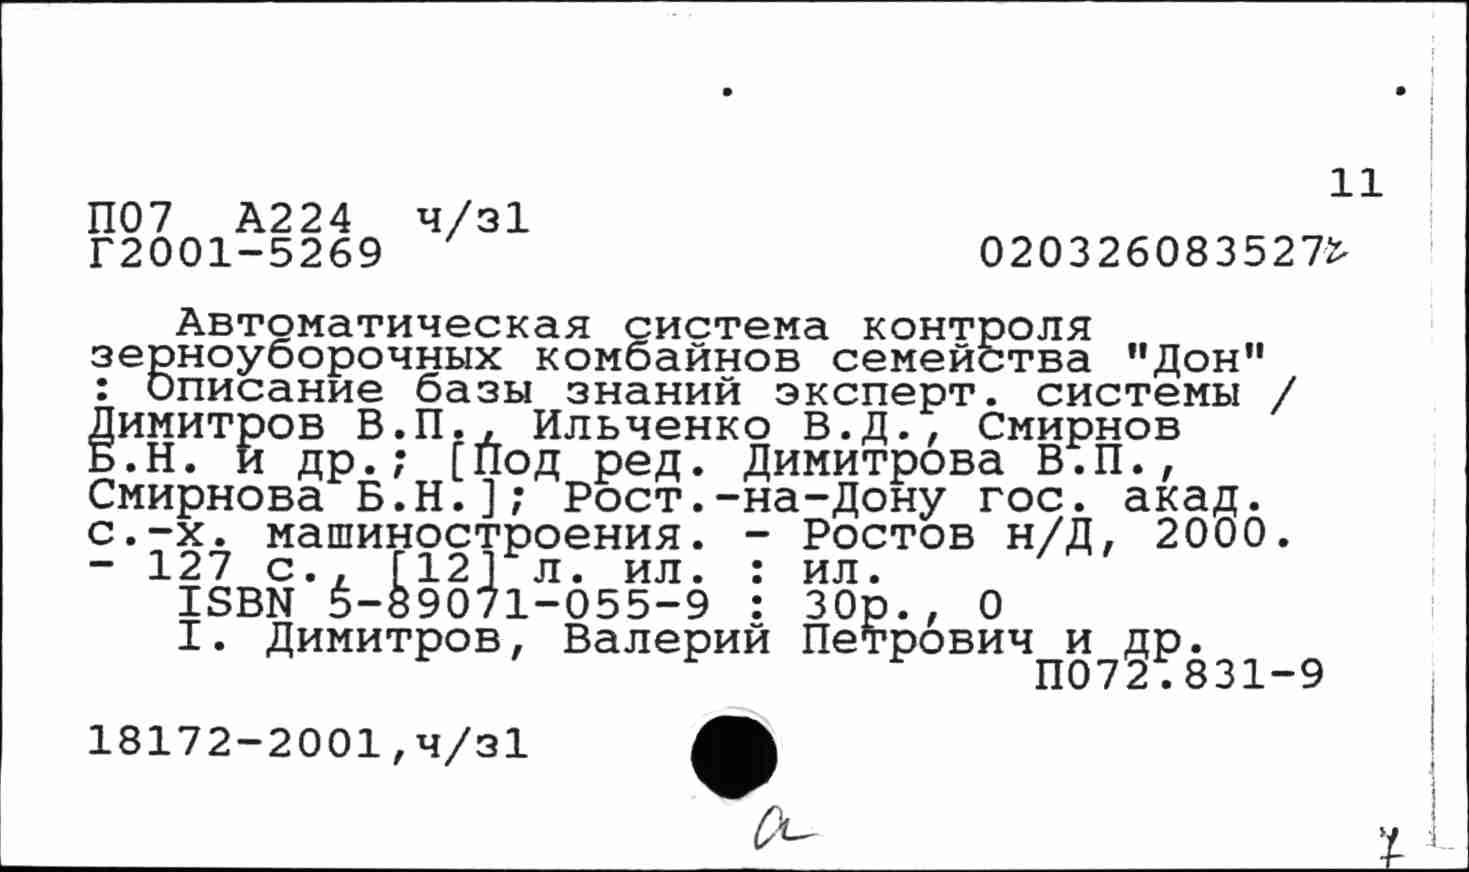 11
П07 А224 ч/з1
Г2001-5269 020326083527г
Автоматическая система контроля
зерноуборочных комбайнов семейства "Дон"
: Описание базы знаний эксперт. системы /
Димитров В.П., Ильченко В.Д., Смирнов
Б.Н. и др.; [Под ред. Димитрова В.П.,
Смирнова Б.Н.]; Рост.-на-Дону гос. акад.
с.-х. машиностроения. - Ростов н/Д, 2000.
- 127 с., [12] л. ил. : ил.
ISBN 5-89071-055-9 : 30р., 0
I. Димитров, Валерий Петрович и др.
П072.831-9
18172-2001,ч/з1
а